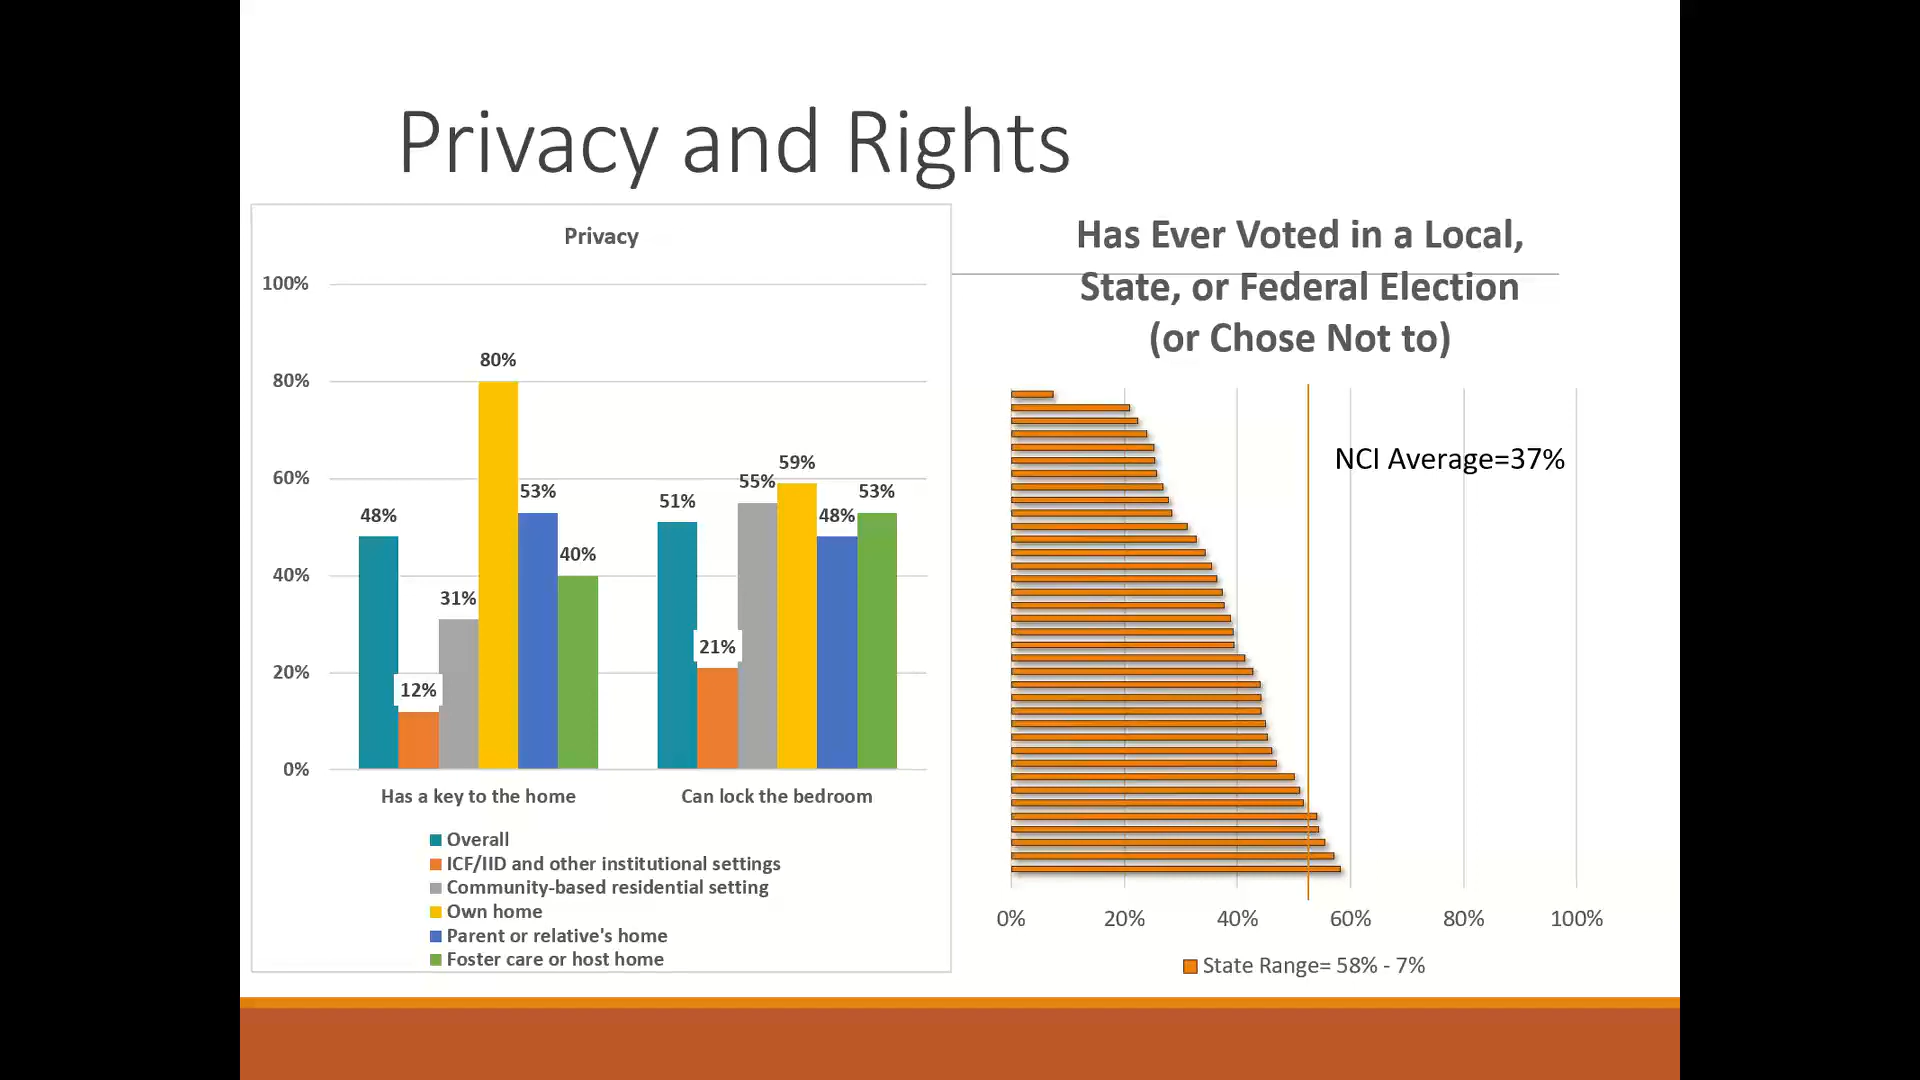 Privacy and Rights
Privacy
100%
80%
60%
40%
20%
0%
48%
12%
31%
80%
53%
40%
51%
21%
55%
59%
48%
53%
Has a key to the home
Can lock the bedroom
Overall
ICF/IID and other institutional settings
Community-based residential setting
Own home
Parent or relative's home
Foster care or host home
Has Ever Voted in a Local,
State, or Federal Election
(or Chose Not to)
NCI Average=37%
0% 20% 40% 60% 80% 100%
State Range= 58% - 7%